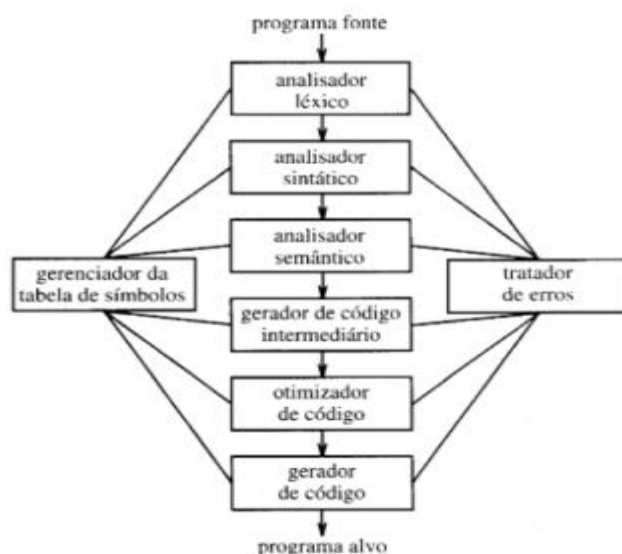 programa fonte
analisador
léxico
analisador
sintático
analisador
semântico
gerenciador da
tabela de símbolos
tratador
de erros
gerador de código
intermediário
otimizador
de código
gerador
de código
programa alvo